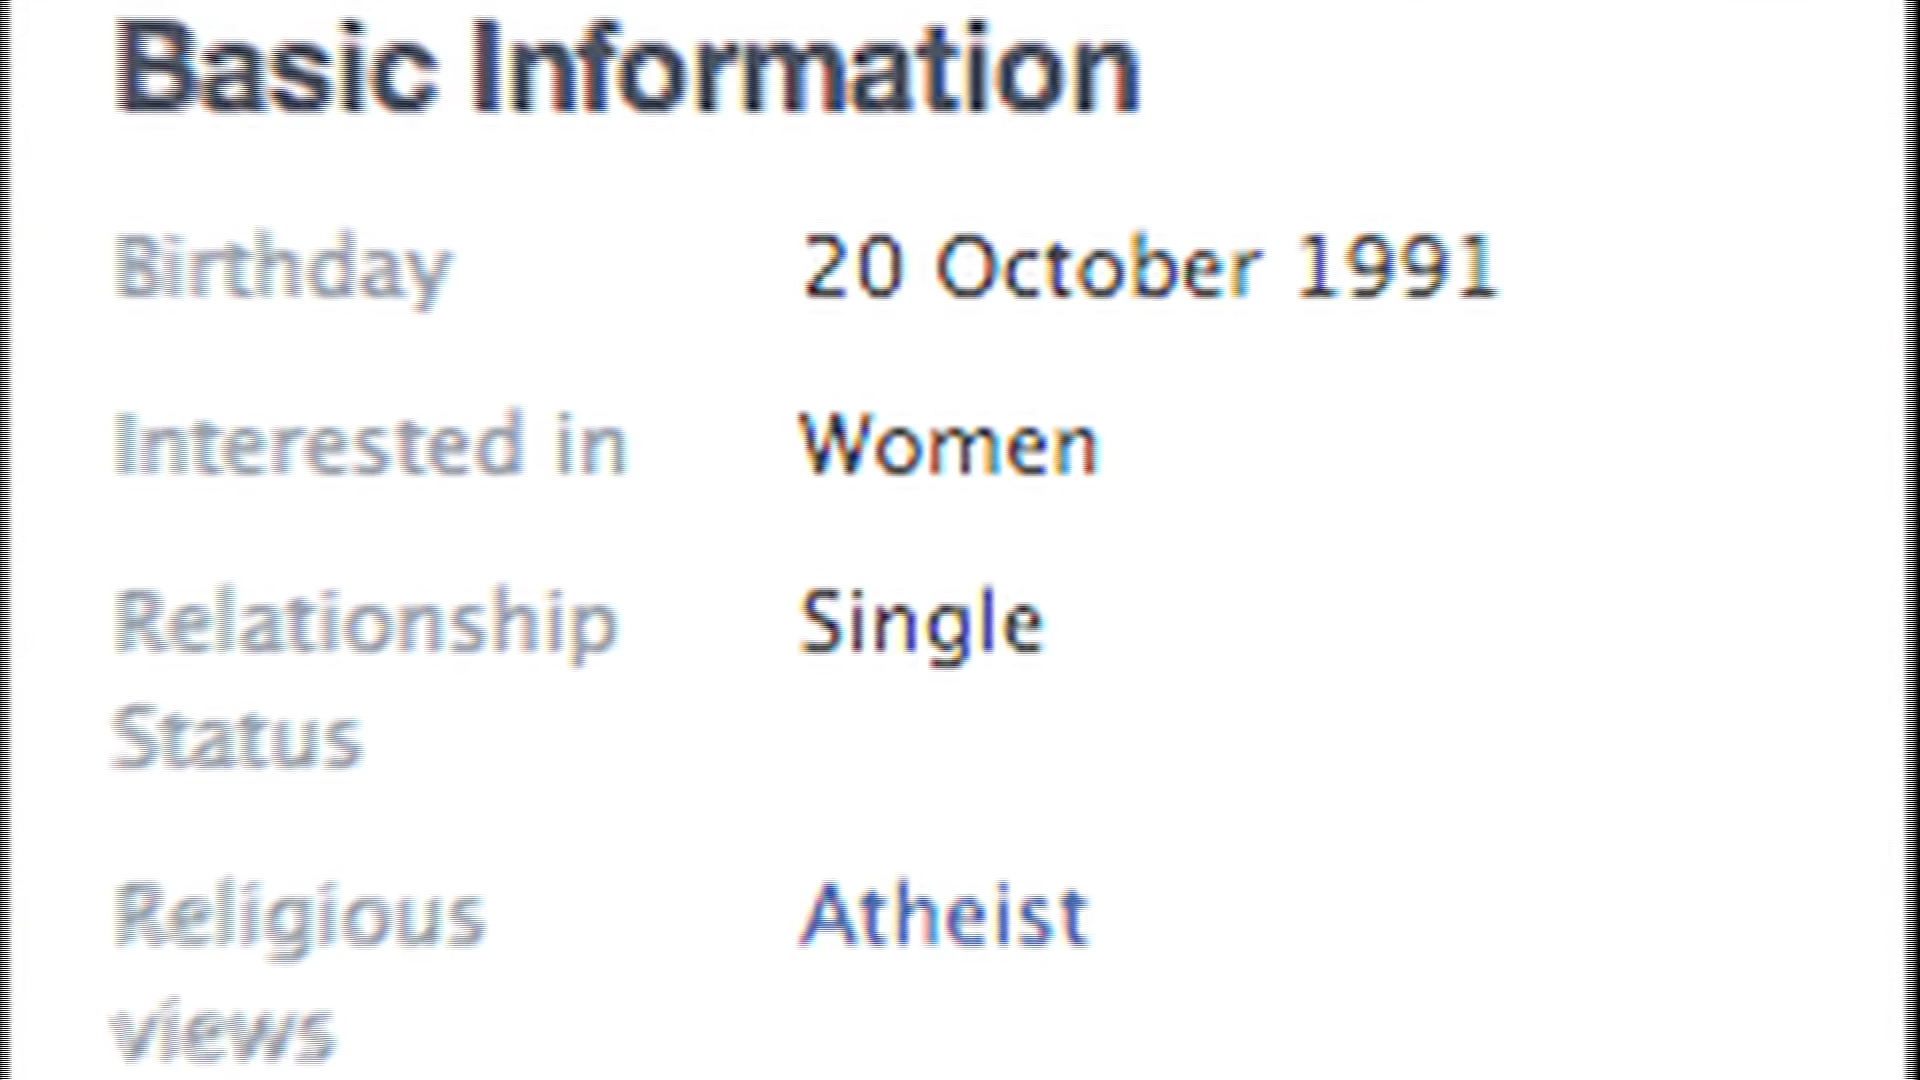 Basic Information
Birthday 20 October 1991
Interested in Women
Relationship Single
Status
Religious Atheist
views